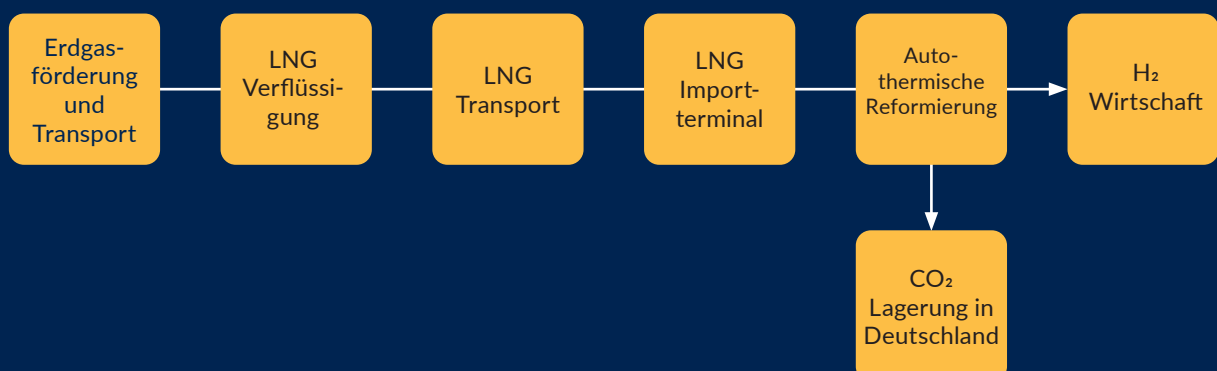 Erdgas-
förderung
und
Transport
LNG
Verflüssi-
gung
LNG
Transport
LNG
Import-
terminal
Auto-
thermische
Reformierung
H₂
Wirtschaft
CO₂
Lagerung in
Deutschland